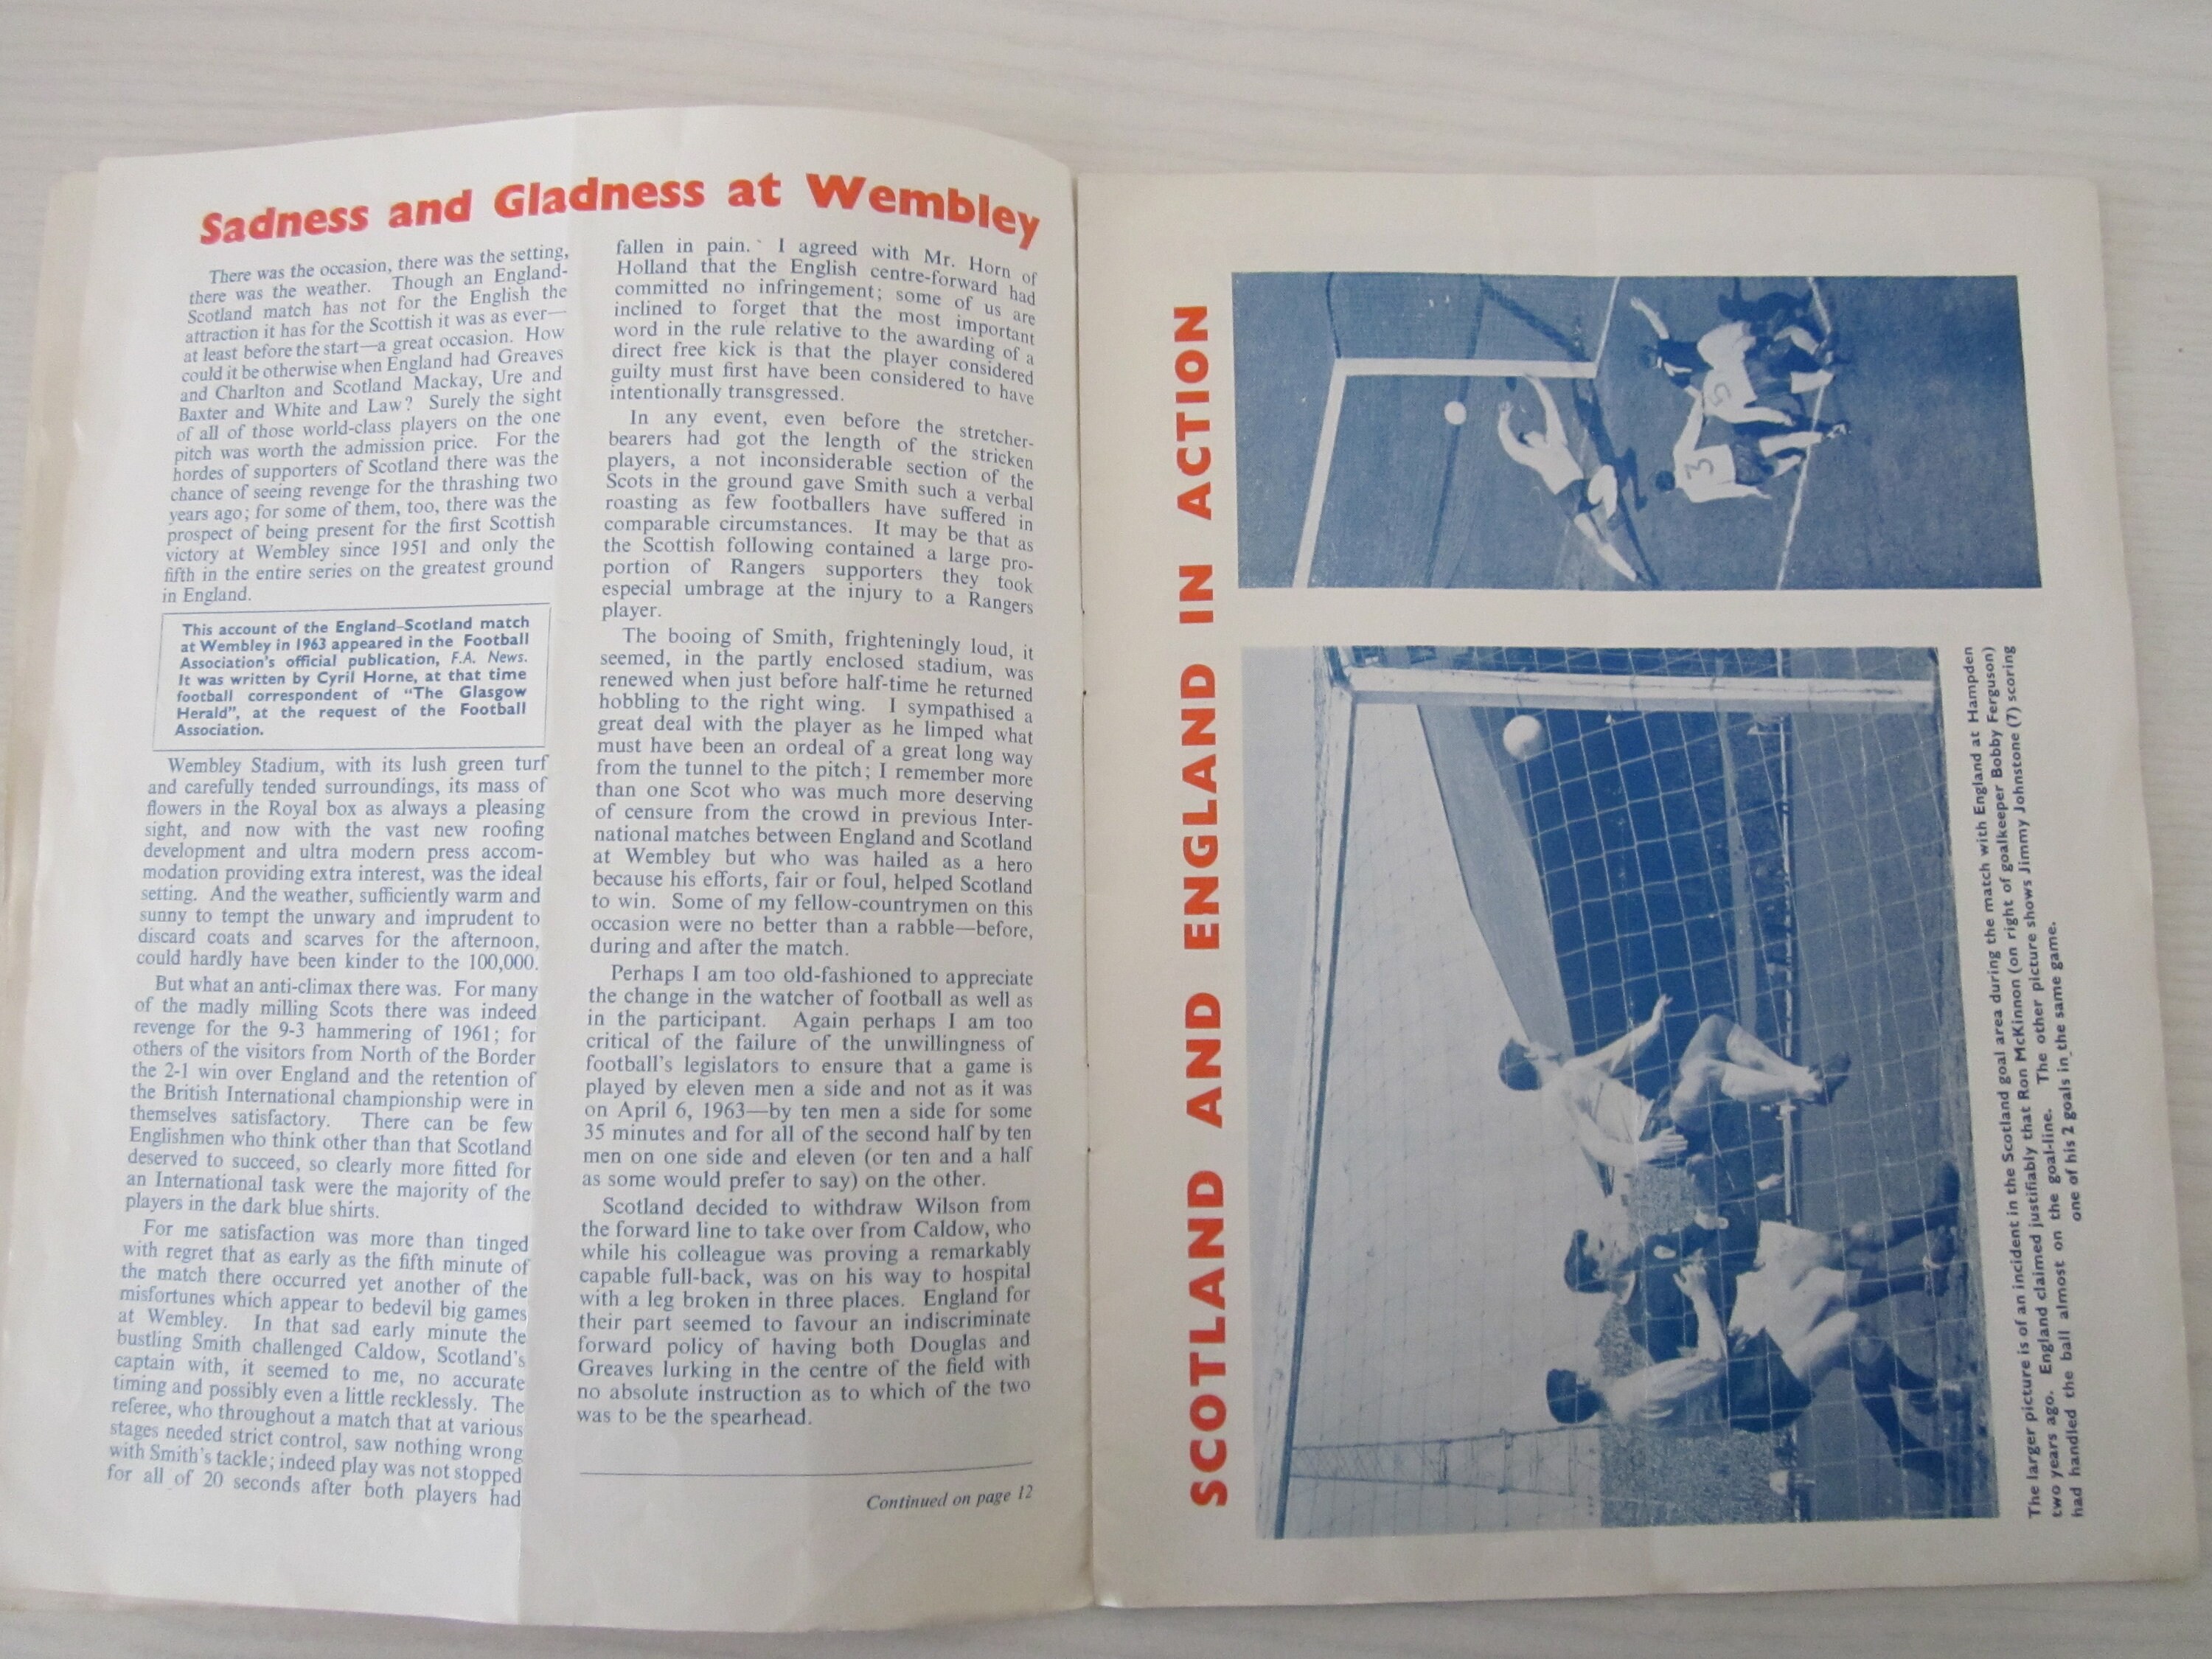 Sadness and Gladness at Wembley
There was the occasion, there was the setting,
there was the weather. Though an England-
Scotland match has not for the English the
attraction it has for the Scottish it was as ever—
at least before the start—a great occasion. How
could it be otherwise when England had Greaves
and Charlton and Scotland Mackay, Ure and
Baxter and White and Law? Surely the sight
of all of those world-class players on the one
pitch was worth the admission price. For the
hordes of supporters of Scotland there was the
chance of seeing revenge for the thrashing two
years ago; for some of them, too, there was the
prospect of being present for the first Scottish
victory at Wembley since 1951 and only the
fifth in the entire series on the greatest ground
in England.
This account of the England–Scotland match
at Wembley in 1963 appeared in the Football
Association's official publication, F.A. News.
It was written by Cyril Horne, at that time
football correspondent of "The Glasgow
Herald", at the request of the Football
Association.
Wembley Stadium, with its lush green turf
and carefully tended surroundings, its mass of
flowers in the Royal box as always a pleasing
sight, and now with the vast new roofing
development and ultra modern press accom-
modation providing extra interest, was the ideal
setting. And the weather, sufficiently warm and
sunny to tempt the unwary and imprudent to
discard coats and scarves for the afternoon,
could hardly have been kinder to the 100,000.
But what an anti-climax there was. For many
of the madly milling Scots there was indeed
revenge for the 9-3 hammering of 1961; for
others of the visitors from North of the Border
the 2-1 win over England and the retention of
the British International championship were in
themselves satisfactory. There can be few
Englishmen who think other than that Scotland
deserved to succeed, so clearly more fitted for
an International task were the majority of the
players in the dark blue shirts.
For me satisfaction was more than tinged
with regret that as early as the fifth minute of
the match there occurred yet another of the
misfortunes which appear to bedevil big games
at Wembley. In that sad early minute the
bustling Smith challenged Caldow, Scotland's
captain with, it seemed to me, no accurate
timing and possibly even a little recklessly. The
referee, who throughout a match that at various
stages needed strict control, saw nothing wrong
with Smith's tackle; indeed play was not stopped
for all of 20 seconds after both players had
fallen in pain. I agreed with Mr. Horn of
Holland that the English centre-forward had
committed no infringement; some of us are
inclined to forget that the most important
word in the rule relative to the awarding of a
direct free kick is that the player considered
guilty must first have been considered to have
intentionally transgressed.
In any event, even before the stretcher-
bearers had got the length of the stricken
players, a not inconsiderable section of the
Scots in the ground gave Smith such a verbal
roasting as few footballers have suffered in
comparable circumstances. It may be that as
the Scottish following contained a large pro-
portion of Rangers supporters they took
especial umbrage at the injury to a Rangers
player.
The booing of Smith, frighteningly loud, it
seemed, in the partly enclosed stadium, was
renewed when just before half-time he returned
hobbling to the right wing. I sympathised a
great deal with the player as he limped what
must have been an ordeal of a great long way
from the tunnel to the pitch; I remember more
than one Scot who was much more deserving
of censure from the crowd in previous Inter-
national matches between England and Scotland
at Wembley but who was hailed as a hero
because his efforts, fair or foul, helped Scotland
to win. Some of my fellow-countrymen on this
occasion were no better than a rabble—before,
during and after the match.
Perhaps I am too old-fashioned to appreciate
the change in the watcher of football as well as
in the participant. Again perhaps I am too
critical of the failure of the unwillingness of
football's legislators to ensure that a game is
played by eleven men a side and not as it was
on April 6, 1963—by ten men a side for some
35 minutes and for all of the second half by ten
men on one side and eleven (or ten and a half
as some would prefer to say) on the other.
Scotland decided to withdraw Wilson from
the forward line to take over from Caldow, who
while his colleague was proving a remarkably
capable full-back, was on his way to hospital
with a leg broken in three places. England for
their part seemed to favour an indiscriminate
forward policy of having both Douglas and
Greaves lurking in the centre of the field with
no absolute instruction as to which of the two
was to be the spearhead.
Continued on page 12
SCOTLAND AND ENGLAND IN ACTION
5
3
The larger picture is of an incident in the Scotland goal area during the match with England at Hampden
two years ago. England claimed justifiably that Ron McKinnon (on right of goalkeeper Bobby Ferguson)
had handled the ball almost on the goal-line. The other picture shows Jimmy Johnstone (7) scoring
one of his 2 goals in the same game.